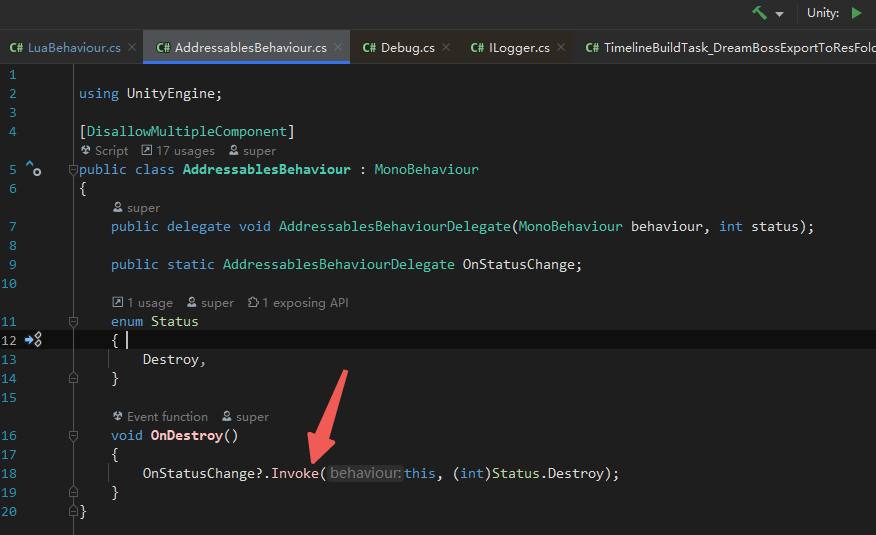 Unity:
LuaBehaviour.cs AddressablesBehaviour.cs Debug.cs ILogger.cs TimelineBuildTask_DreamBossExportToResFol
1
2 using UnityEngine;
3
4 [DisallowMultipleComponent]
Script 17 usages super
5 public class AddressablesBehaviour : MonoBehaviour
6 {
super
7 public delegate void AddressablesBehaviourDelegate(MonoBehaviour behaviour, int status);
8
9 public static AddressablesBehaviourDelegate OnStatusChange;
10
1 usage super 1 exposing API
11 enum Status
12 {
13 Destroy,
14 }
15
Event function super
16 void OnDestroy()
17 {
18 OnStatusChange?.Invoke(behaviour:this, (int)Status.Destroy);
19 }
20 }